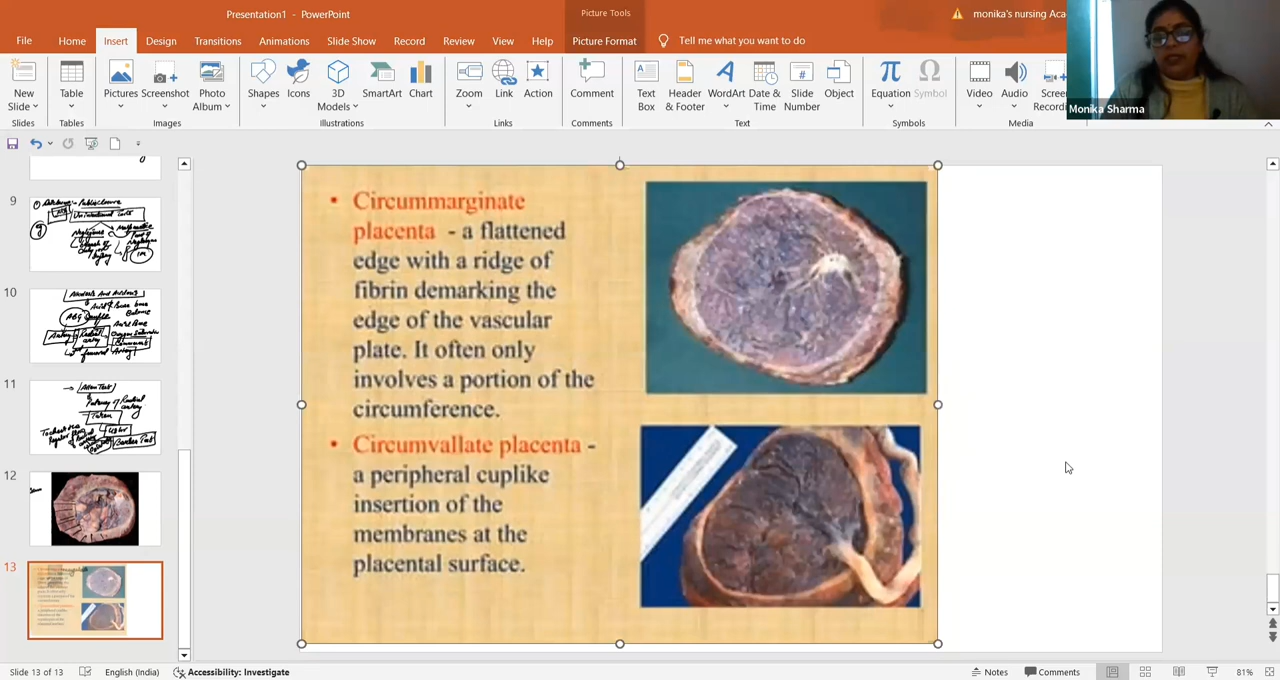 Presentation1 - PowerPoint
Picture Tools
monika's nursing Aca
File
Home
Insert
Design
Transitions
Animations
Slide Show
Record
Review
View
Help
Picture Format
Tell me what you want to do
New
Slide
Table
Pictures
Screenshot
Photo
Album
Shapes
Icons
3D
Models
SmartArt
Chart
Zoom
Link
Action
Comment
Text
Box
Header
& Footer
WordArt
Date &
Time
Slide
Number
Object
Equation
Symbol
Video
Audio
Screen
Recordi
Slides
Tables
Images
Illustrations
Links
Comments
Text
Symbols
Media
Monika Sharma
9
10
11
12
13
• Circummarginate
placenta - a flattened
edge with a ridge of
fibrin demarking the
edge of the vascular
plate. It often only
involves a portion of the
circumference.
• Circumvallate placenta -
a peripheral cuplike
insertion of the
membranes at the
placental surface.
Slide 13 of 13
English (India)
Accessibility: Investigate
Notes
Comments
81%